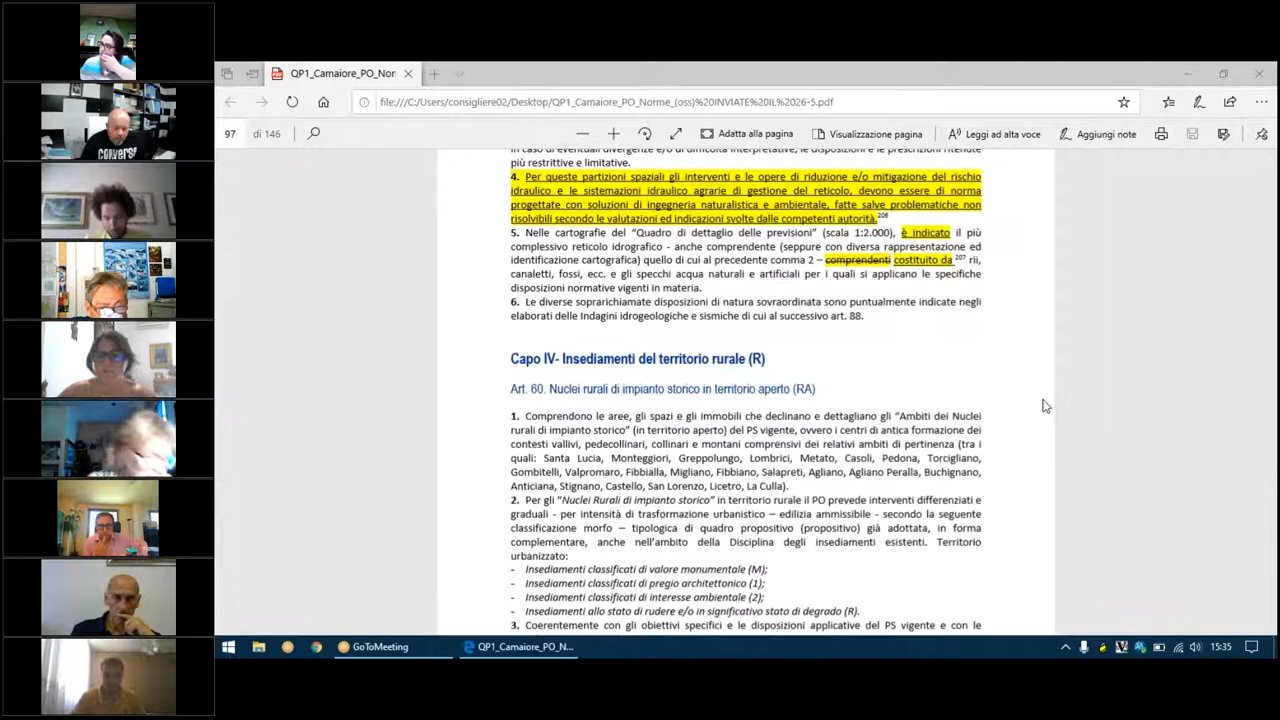 QP1_Camaiore_PO_Norm
file:///C:/Users/consigliere02/Desktop/QP1_Camaiore_PO_Norme_(oss)%20INVIATE%20IL%2026-5.pdf
97 di 146
Adatta alla pagina
Visualizzazione pagina
Leggi ad alta voce
Aggiungi note
in caso di eventuali divergenze e/o di difficoltà interpretative, le disposizioni e le prescrizioni ritenute
più restrittive e limitative.
4. Per queste partizioni spaziali gli interventi e le opere di riduzione e/o mitigazione del rischio
idraulico e le sistemazioni idraulico agrarie di gestione del reticolo, devono essere di norma
progettate con soluzioni di ingegneria naturalistica e ambientale, fatte salve problematiche non
risolvibili secondo le valutazioni ed indicazioni svolte dalle competenti autorità.206
5. Nelle cartografie del “Quadro di dettaglio delle previsioni” (scala 1:2.000), è indicato il più
complessivo reticolo idrografico - anche comprendente (seppure con diversa rappresentazione ed
identificazione cartografica) quello di cui al precedente comma 2 – comprendenti costituito da 207 rii,
canaletti, fossi, ecc. e gli specchi acqua naturali e artificiali per i quali si applicano le specifiche
disposizioni normative vigenti in materia.
6. Le diverse soprarichiamate disposizioni di natura sovraordinata sono puntualmente indicate negli
elaborati delle Indagini idrogeologiche e sismiche di cui al successivo art. 88.
Capo IV- Insediamenti del territorio rurale (R)
Art. 60. Nuclei rurali di impianto storico in territorio aperto (RA)
1. Comprendono le aree, gli spazi e gli immobili che declinano e dettagliano gli “Ambiti dei Nuclei
rurali di impianto storico” (in territorio aperto) del PS vigente, ovvero i centri di antica formazione dei
contesti vallivi, pedecollinari, collinari e montani comprensivi dei relativi ambiti di pertinenza (tra i
quali: Santa Lucia, Monteggiori, Greppolungo, Lombrici, Metato, Casoli, Pedona, Torcigliano,
Gombitelli, Valpromaro, Fibbialla, Migliano, Fibbiano, Salapreti, Agliano, Agliano Peralla, Buchignano,
Anticiana, Stignano, Castello, San Lorenzo, Licetro, La Culla).
2. Per gli “Nuclei Rurali di impianto storico” in territorio rurale il PO prevede interventi differenziati e
graduali - per intensità di trasformazione urbanistico – edilizia ammissibile - secondo la seguente
classificazione morfo – tipologica di quadro propositivo (propositivo) già adottata, in forma
complementare, anche nell’ambito della Disciplina degli insediamenti esistenti. Territorio
urbanizzato:
- Insediamenti classificati di valore monumentale (M);
- Insediamenti classificati di pregio architettonico (1);
- Insediamenti classificati di interesse ambientale (2);
- Insediamenti allo stato di rudere e/o in significativo stato di degrado (R).
3. Coerentemente con gli obiettivi specifici e le disposizioni applicative del PS vigente e con le
GoToMeeting
QP1_Camaiore_PO_N...
15:35
CONVERSE